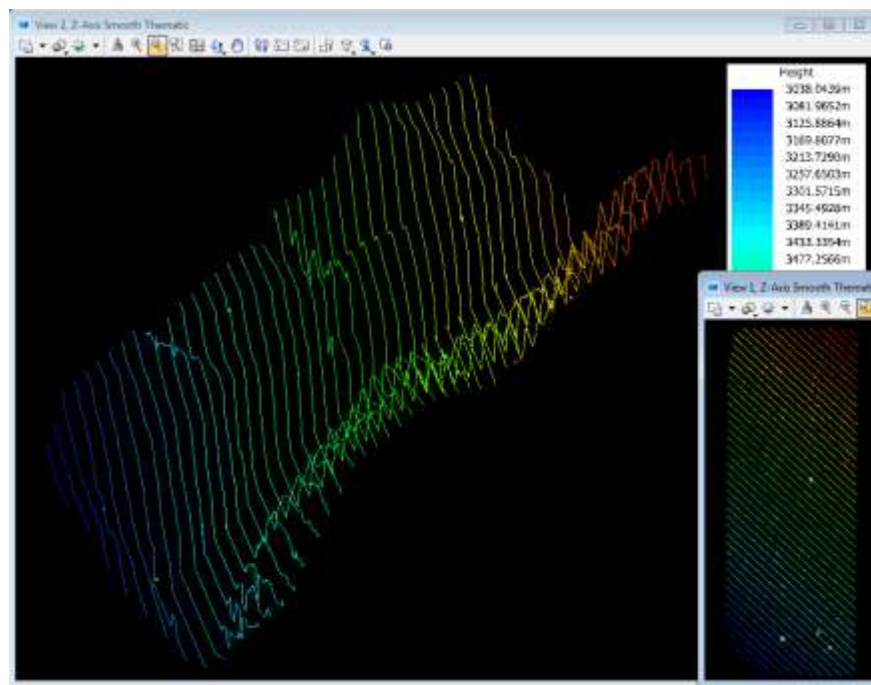 View 2, Z-Axis Smooth Thematic
Height
3038.0439m
3081.9652m
3125.8864m
3169.8077m
3213.7290m
3257.6503m
3301.5715m
3345.4928m
3389.4141m
3433.3354m
3477.2566m
View 1, Z-Axis Smooth Thematic